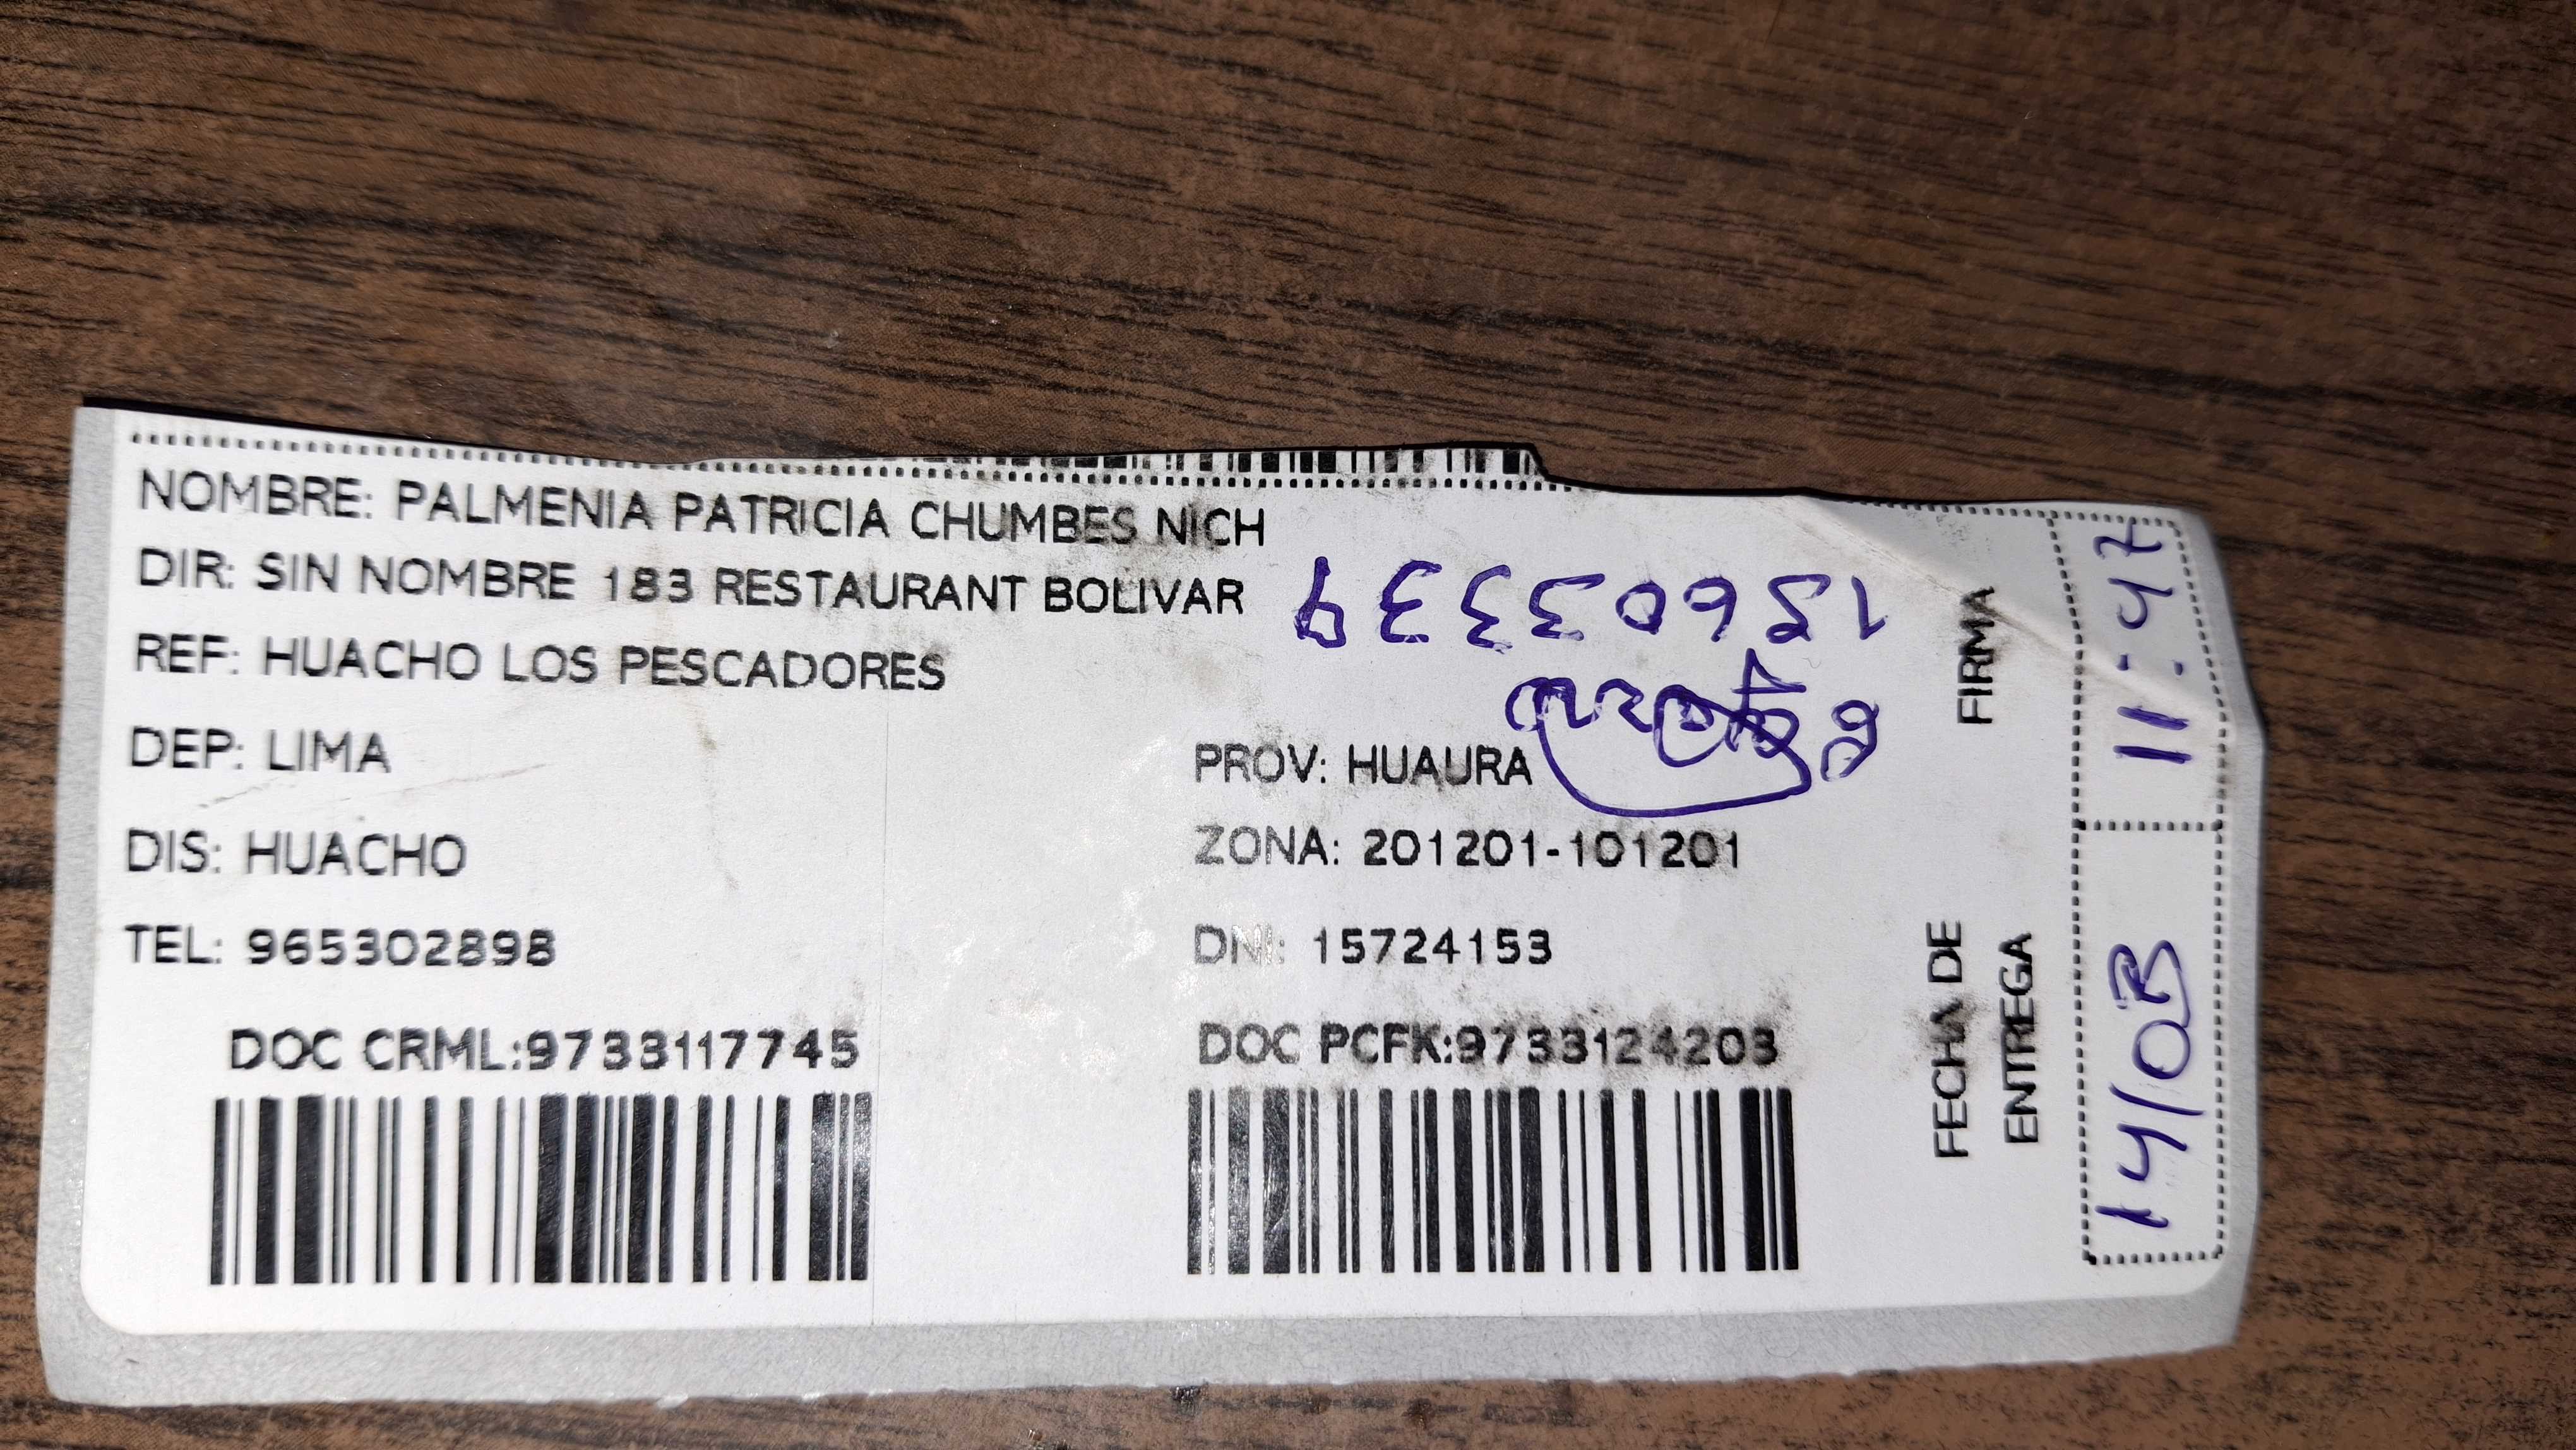 NOMBRE: PALMENIA PATRICIA CHUMBES NICH
DIR: SIN NOMBRE 183 RESTAURANT BOLIVAR
REF: HUACHO LOS PESCADORES
DEP: LIMA
PROV: HUAURA
DIS: HUACHO
ZONA: 201201-101201
TEL: 965302898
DNI: 15724153
DOC CRML:9733117745
DOC PCFK:9733124203
15603339
FIRMA
11:47
FECHA DE
ENTREGA
14/03